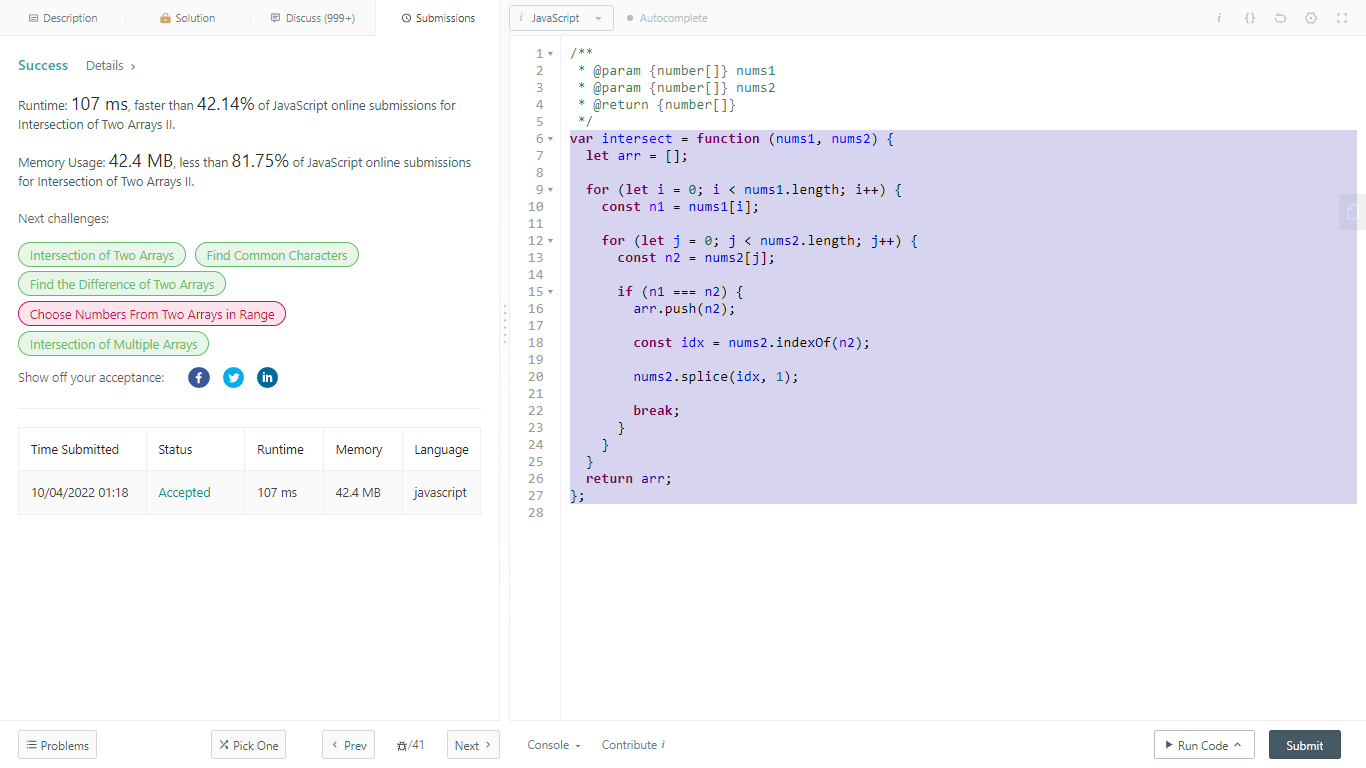 Description
Solution
Discuss (999+)
Submissions
i JavaScript
Autocomplete
i {}
Success Details ›
Runtime: 107 ms, faster than 42.14% of JavaScript online submissions for
Intersection of Two Arrays II.
Memory Usage: 42.4 MB, less than 81.75% of JavaScript online submissions
for Intersection of Two Arrays II.
Next challenges:
Intersection of Two Arrays
Find Common Characters
Find the Difference of Two Arrays
Choose Numbers From Two Arrays in Range
Intersection of Multiple Arrays
Show off your acceptance:
Time Submitted Status Runtime Memory Language
10/04/2022 01:18 Accepted 107 ms 42.4 MB javascript
1 /**
2  * @param {number[]} nums1
3  * @param {number[]} nums2
4  * @return {number[]}
5  */
6 var intersect = function (nums1, nums2) {
7   let arr = [];
8
9   for (let i = 0; i < nums1.length; i++) {
10     const n1 = nums1[i];
11
12     for (let j = 0; j < nums2.length; j++) {
13       const n2 = nums2[j];
14
15       if (n1 === n2) {
16         arr.push(n2);
17
18         const idx = nums2.indexOf(n2);
19
20         nums2.splice(idx, 1);
21
22         break;
23       }
24     }
25   }
26   return arr;
27 };
28
Problems
Pick One
‹ Prev
/41
Next ›
Console
Contribute i
Run Code
Submit